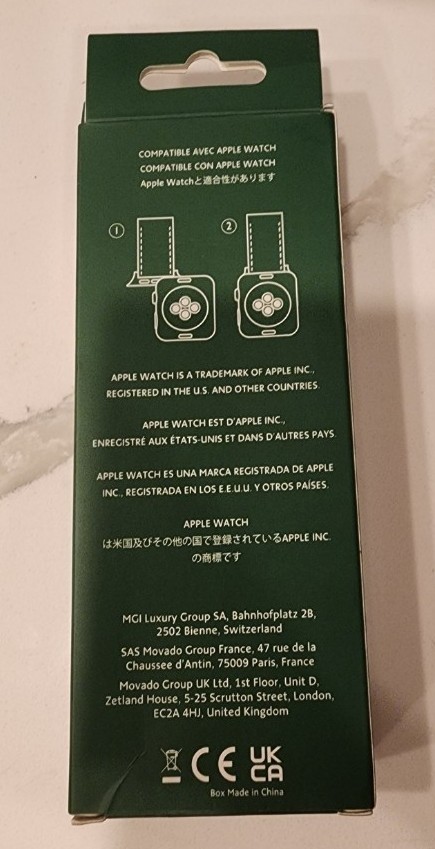 COMPATIBLE AVEC APPLE WATCH
COMPATIBLE CON APPLE WATCH
Apple Watchと適合性があります
1
2
APPLE WATCH IS A TRADEMARK OF APPLE INC.,
REGISTERED IN THE U.S. AND OTHER COUNTRIES.
APPLE WATCH EST D'APPLE INC.,
ENREGISTRÉ AUX ÉTATS-UNIS ET DANS D'AUTRES PAYS.
APPLE WATCH ES UNA MARCA REGISTRADA DE APPLE
INC., REGISTRADA EN LOS E.E.U.U. Y OTROS PAÍSES.
APPLE WATCH
は米国及びその他の国で登録されているAPPLE INC.
の商標です
MGI Luxury Group SA, Bahnhofplatz 2B,
2502 Bienne, Switzerland
SAS Movado Group France, 47 rue de la
Chaussee d'Antin, 75009 Paris, France
Movado Group UK Ltd, 1st Floor, Unit D,
Zetland House, 5-25 Scrutton Street, London,
EC2A 4HJ, United Kingdom
CE UK
CA
Box Made in China